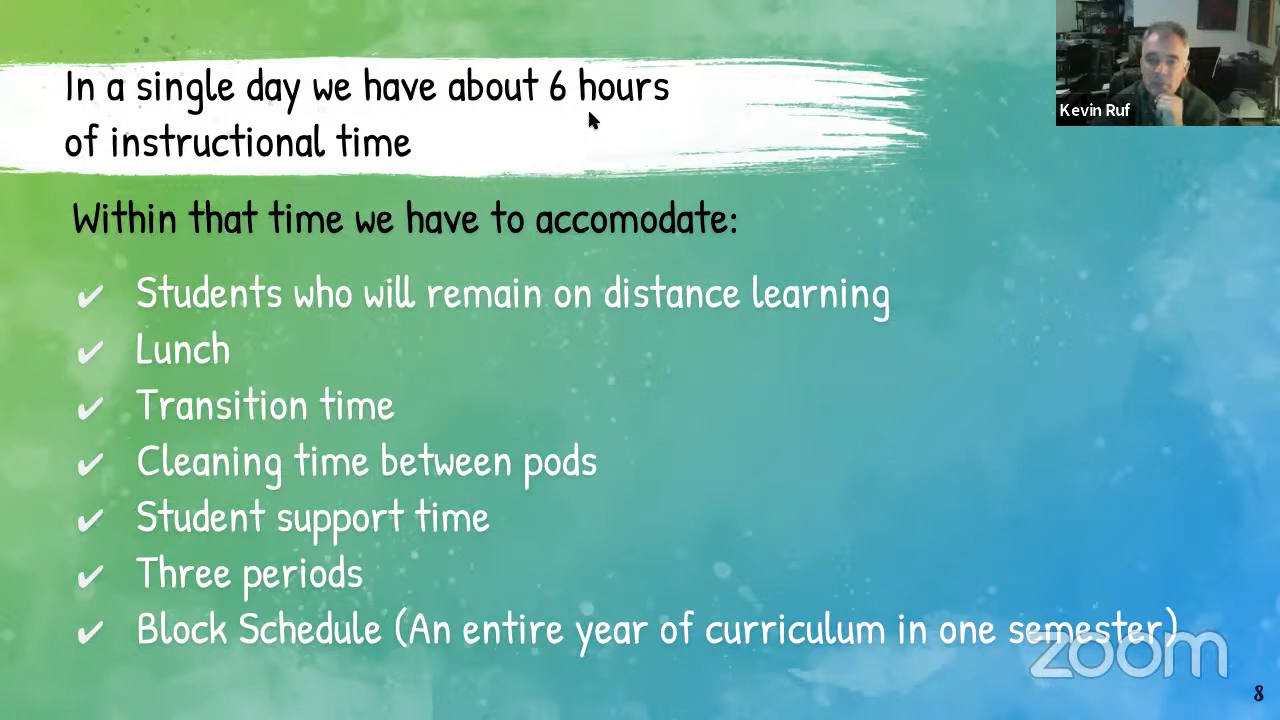 In a single day we have about 6 hours
of instructional time
Kevin Ruf
Within that time we have to accomodate:
✔ Students who will remain on distance learning
✔ Lunch
✔ Transition time
✔ Cleaning time between pods
✔ Student support time
✔ Three periods
✔ Block Schedule (An entire year of curriculum in one semester)
zoom
8